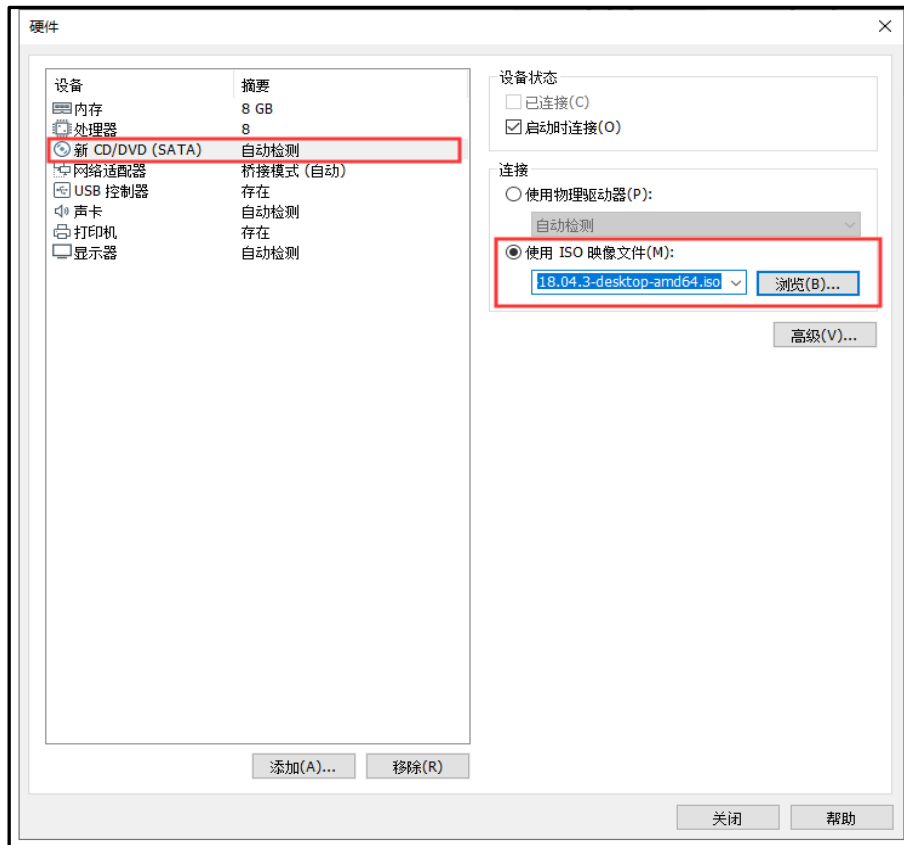 硬件
设备 摘要
内存 8 GB
处理器 8
新 CD/DVD (SATA) 自动检测
网络适配器 桥接模式 (自动)
USB 控制器 存在
声卡 自动检测
打印机 存在
显示器 自动检测
添加(A)... 移除(R)
设备状态
已连接(C)
启动时连接(O)
连接
使用物理驱动器(P):
自动检测
使用 ISO 映像文件(M):
18.04.3-desktop-amd64.iso 浏览(B)...
高级(V)...
关闭 帮助